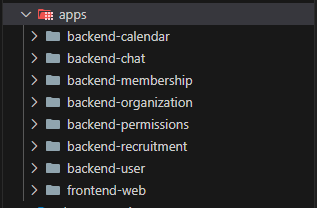 apps
backend-calendar
backend-chat
backend-membership
backend-organization
backend-permissions
backend-recruitment
backend-user
frontend-web